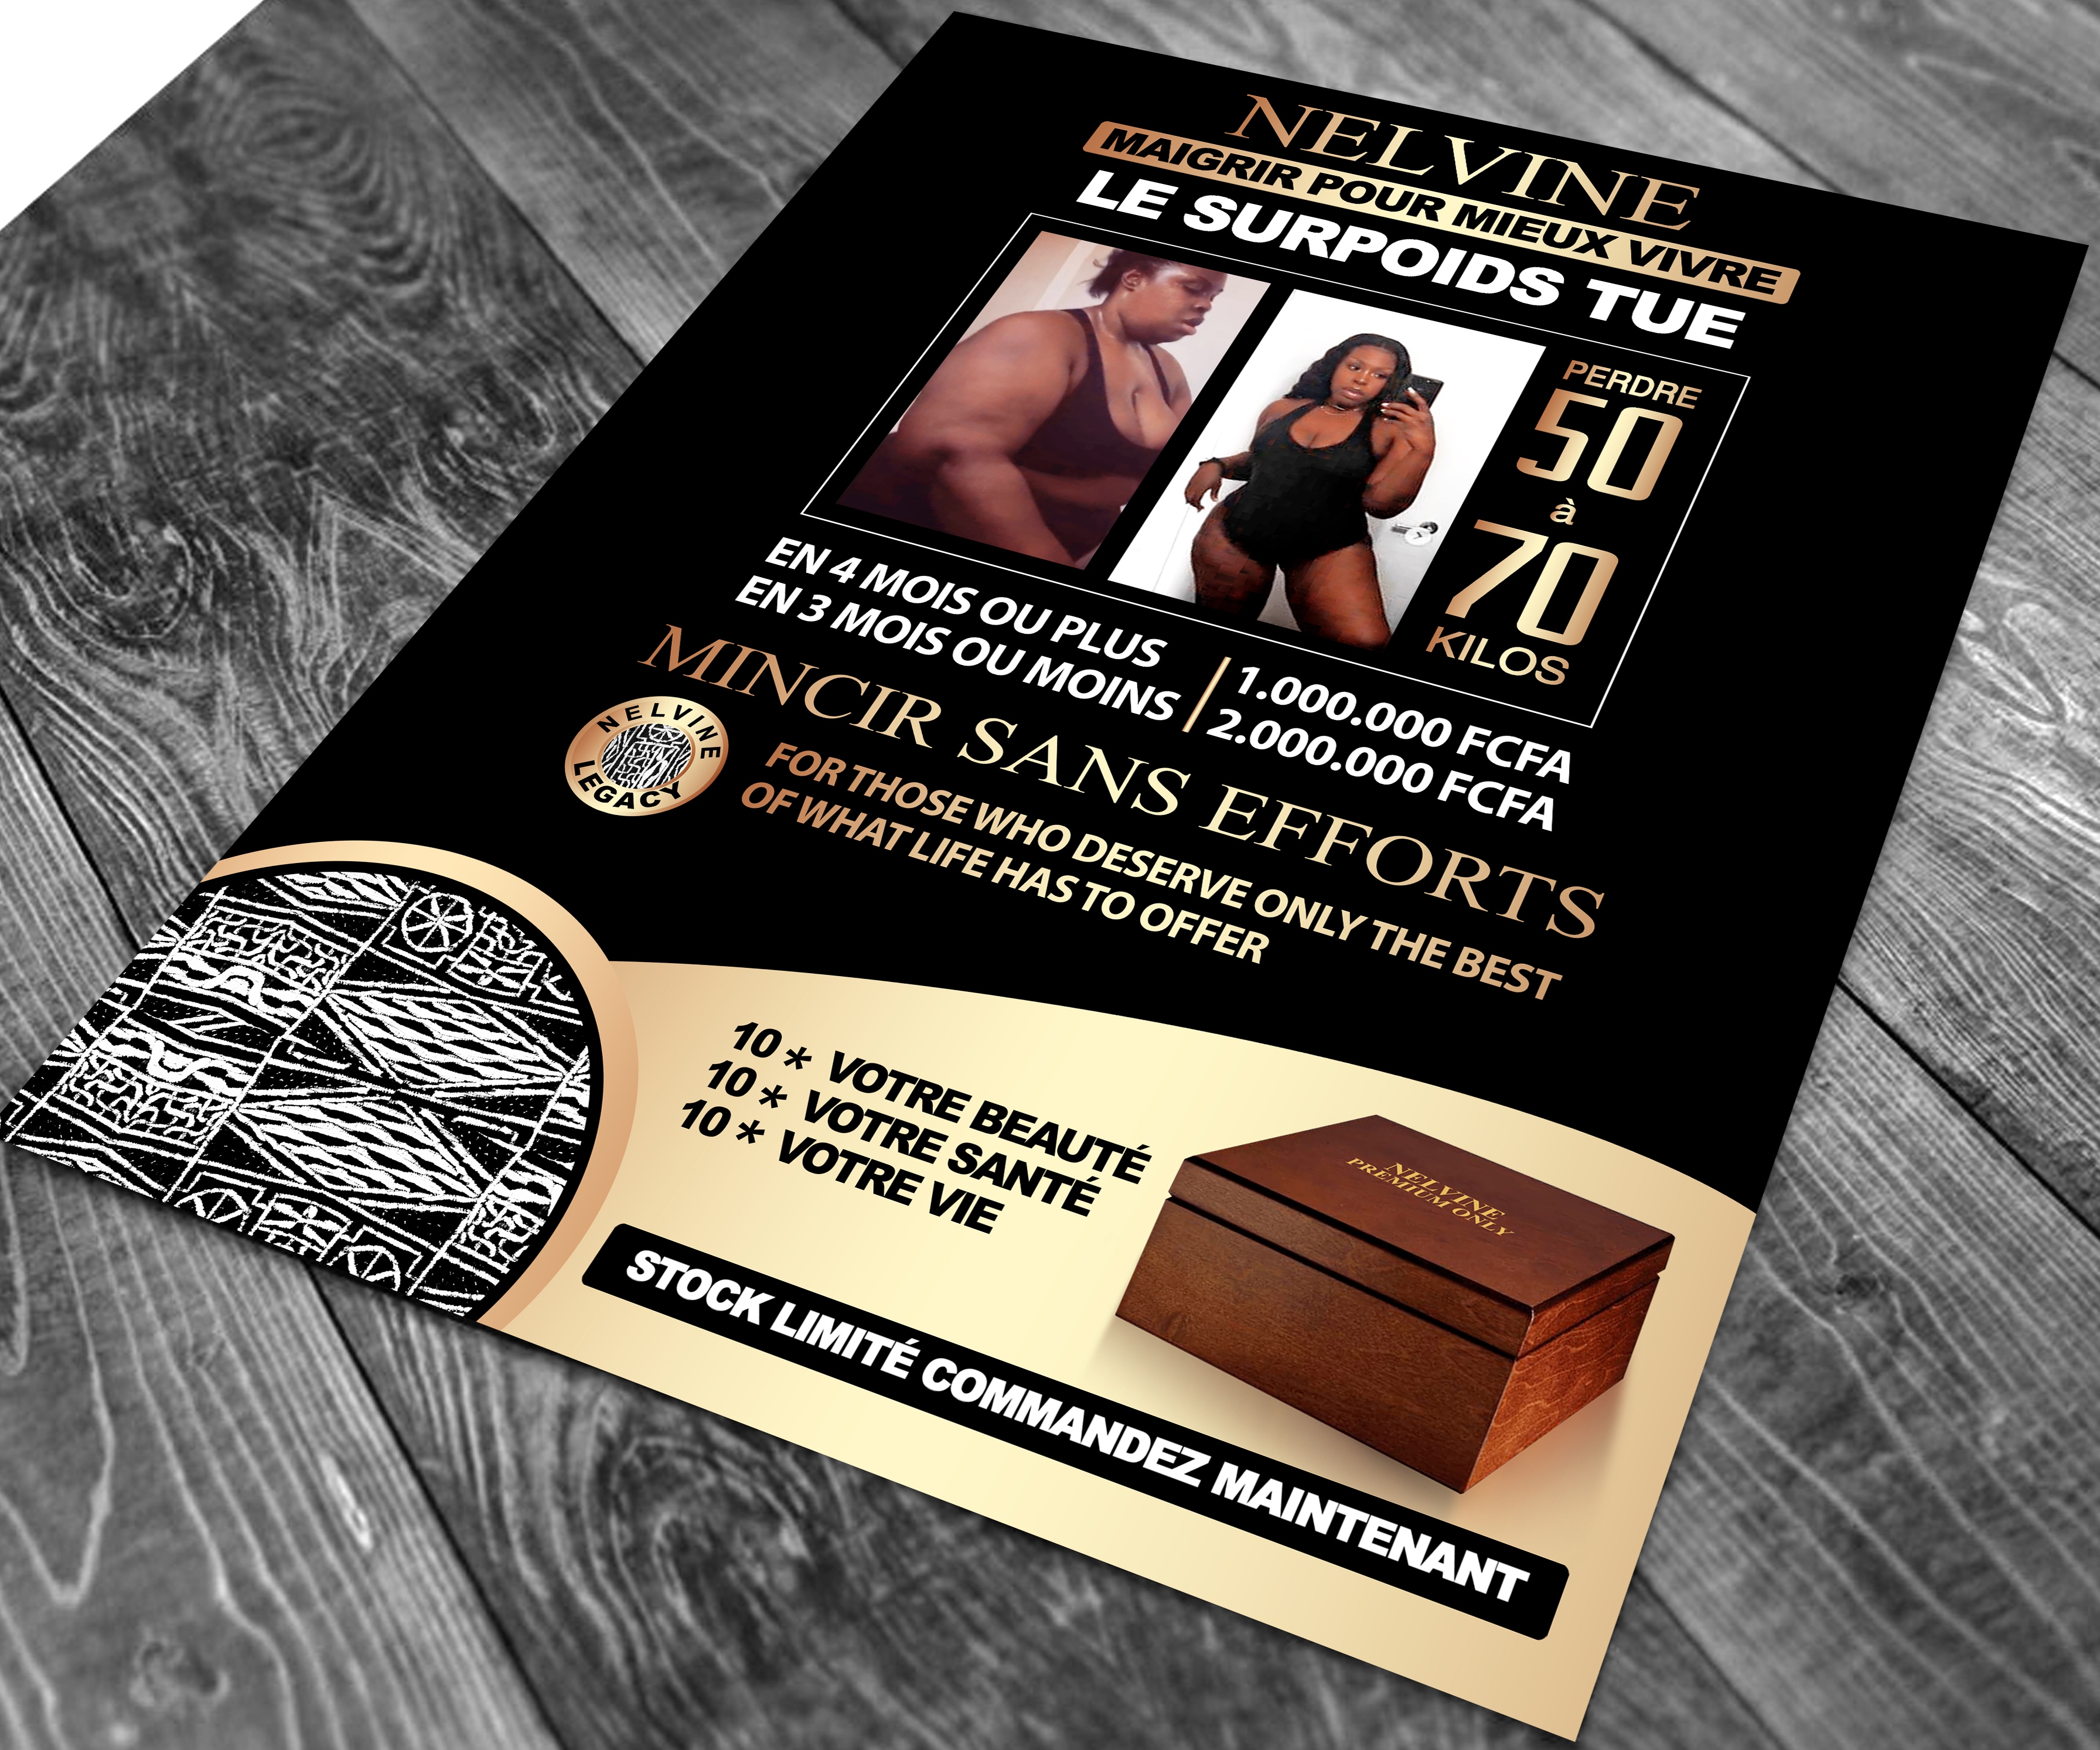 NELVINE
MAIGRIR POUR MIEUX VIVRE
LE SURPOIDS TUE
PERDRE
50
à
70
KILOS
EN 4 MOIS OU PLUS
EN 3 MOIS OU MOINS
1.000.000 FCFA
2.000.000 FCFA
MINCIR SANS EFFORTS
NELVINE
LEGACY
FOR THOSE WHO DESERVE ONLY THE BEST
OF WHAT LIFE HAS TO OFFER
10 * VOTRE BEAUTÉ
10 * VOTRE SANTÉ
10 * VOTRE VIE
NELVINE
PREMIUM ONLY
STOCK LIMITÉ COMMANDEZ MAINTENANT